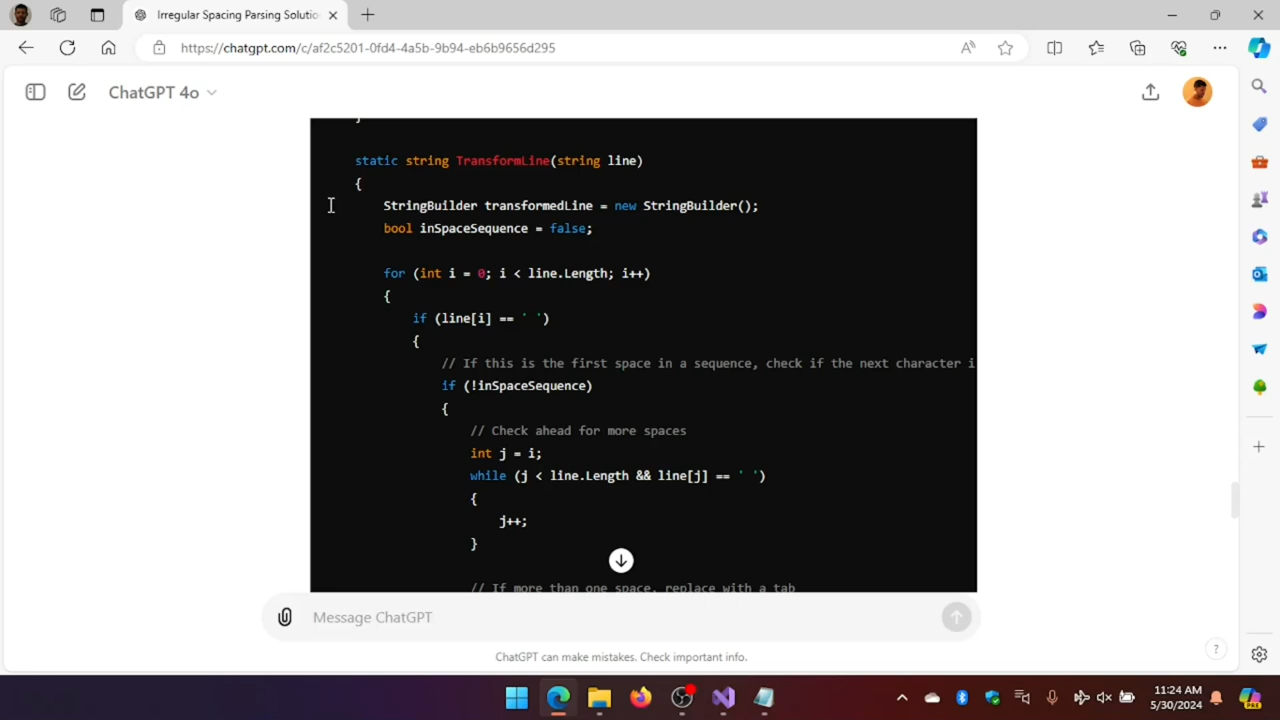 Irregular Spacing Parsing Solutio
https://chatgpt.com/c/af2c5201-0fd4-4a5b-9b94-eb6b9656d295
ChatGPT 4o
}
static string TransformLine(string line)
{
StringBuilder transformedLine = new StringBuilder();
bool inSpaceSequence = false;
for (int i = 0; i < line.Length; i++)
{
if (line[i] == ' ')
{
// If this is the first space in a sequence, check if the next character i
if (!inSpaceSequence)
{
// Check ahead for more spaces
int j = i;
while (j < line.Length && line[j] == ' ')
{
j++;
}
// If more than one space, replace with a tab
Message ChatGPT
ChatGPT can make mistakes. Check important info.
?
11:24 AM
5/30/2024